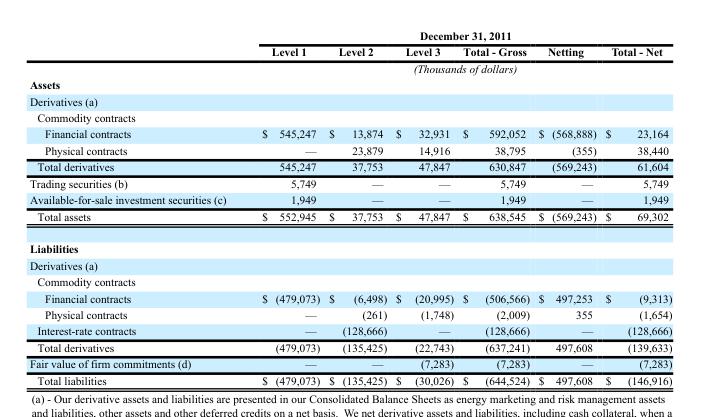 December 31, 2011
Level 1 Level 2 Level 3 Total - Gross Netting Total - Net
(Thousands of dollars)
Assets
Derivatives (a)
Commodity contracts
Financial contracts $ 545,247 $ 13,874 $ 32,931 $ 592,052 $ (568,888) $ 23,164
Physical contracts — 23,879 14,916 38,795 (355) 38,440
Total derivatives 545,247 37,753 47,847 630,847 (569,243) 61,604
Trading securities (b) 5,749 — — 5,749 — 5,749
Available-for-sale investment securities (c) 1,949 — — 1,949 — 1,949
Total assets $ 552,945 $ 37,753 $ 47,847 $ 638,545 $ (569,243) $ 69,302
Liabilities
Derivatives (a)
Commodity contracts
Financial contracts $ (479,073) $ (6,498) $ (20,995) $ (506,566) $ 497,253 $ (9,313)
Physical contracts — (261) (1,748) (2,009) 355 (1,654)
Interest-rate contracts — (128,666) — (128,666) — (128,666)
Total derivatives (479,073) (135,425) (22,743) (637,241) 497,608 (139,633)
Fair value of firm commitments (d) — — (7,283) (7,283) — (7,283)
Total liabilities $ (479,073) $ (135,425) $ (30,026) $ (644,524) $ 497,608 $ (146,916)
(a) - Our derivative assets and liabilities are presented in our Consolidated Balance Sheets as energy marketing and risk management assets
and liabilities, other assets and other deferred credits on a net basis. We net derivative assets and liabilities, including cash collateral, when a